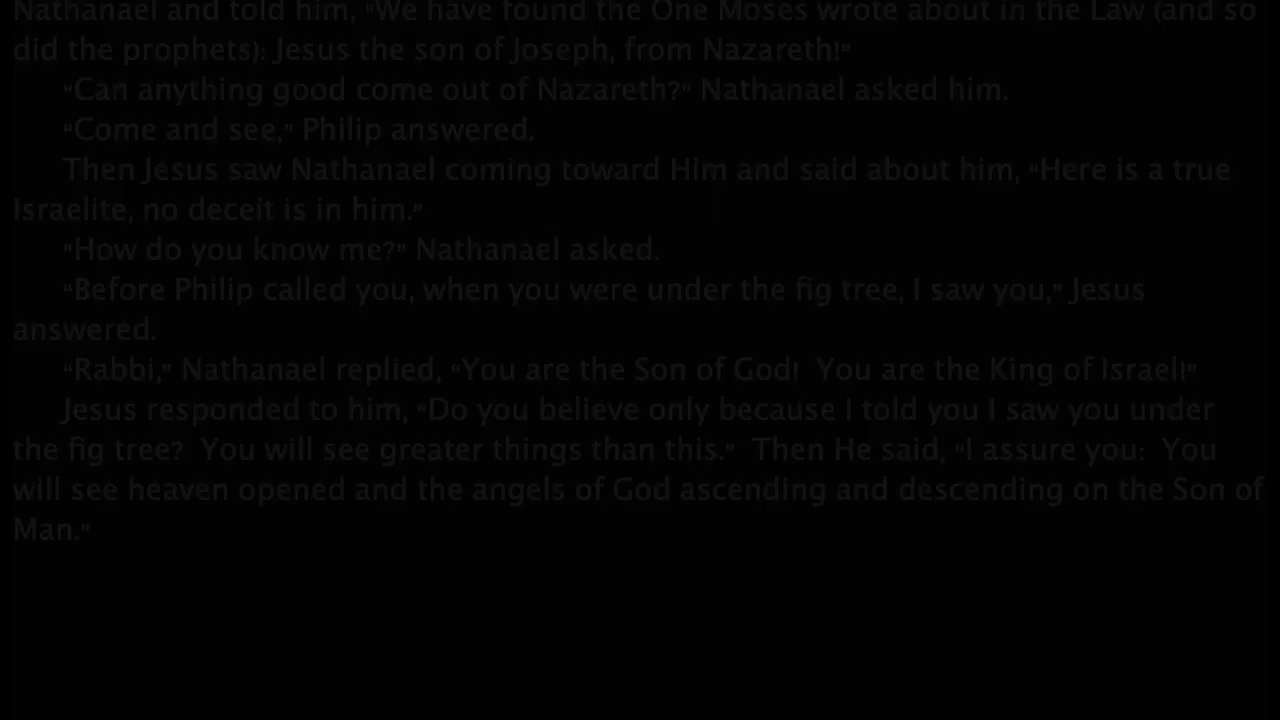 Nathanael and told him, “We have found the One Moses wrote about in the Law (and so
did the prophets): Jesus the son of Joseph, from Nazareth!”
“Can anything good come out of Nazareth?” Nathanael asked him.
“Come and see,” Philip answered.
Then Jesus saw Nathanael coming toward Him and said about him, “Here is a true
Israelite, no deceit is in him.”
“How do you know me?” Nathanael asked.
“Before Philip called you, when you were under the fig tree, I saw you,” Jesus
answered.
“Rabbi,” Nathanael replied, “You are the Son of God!  You are the King of Israel!”
Jesus responded to him, “Do you believe only because I told you I saw you under
the fig tree?  You will see greater things than this.”  Then He said, “I assure you:  You
will see heaven opened and the angels of God ascending and descending on the Son of
Man.”